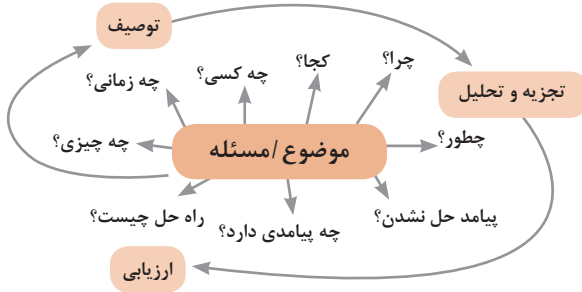 توصیف
چرا؟
کجا؟
چه کسی؟
چه زمانی؟
تجزیه و تحلیل
چطور؟
موضوع/مسئله
چه چیزی؟
پیامد حل نشدن؟
چه پیامدی دارد؟
راه حل چیست؟
ارزیابی